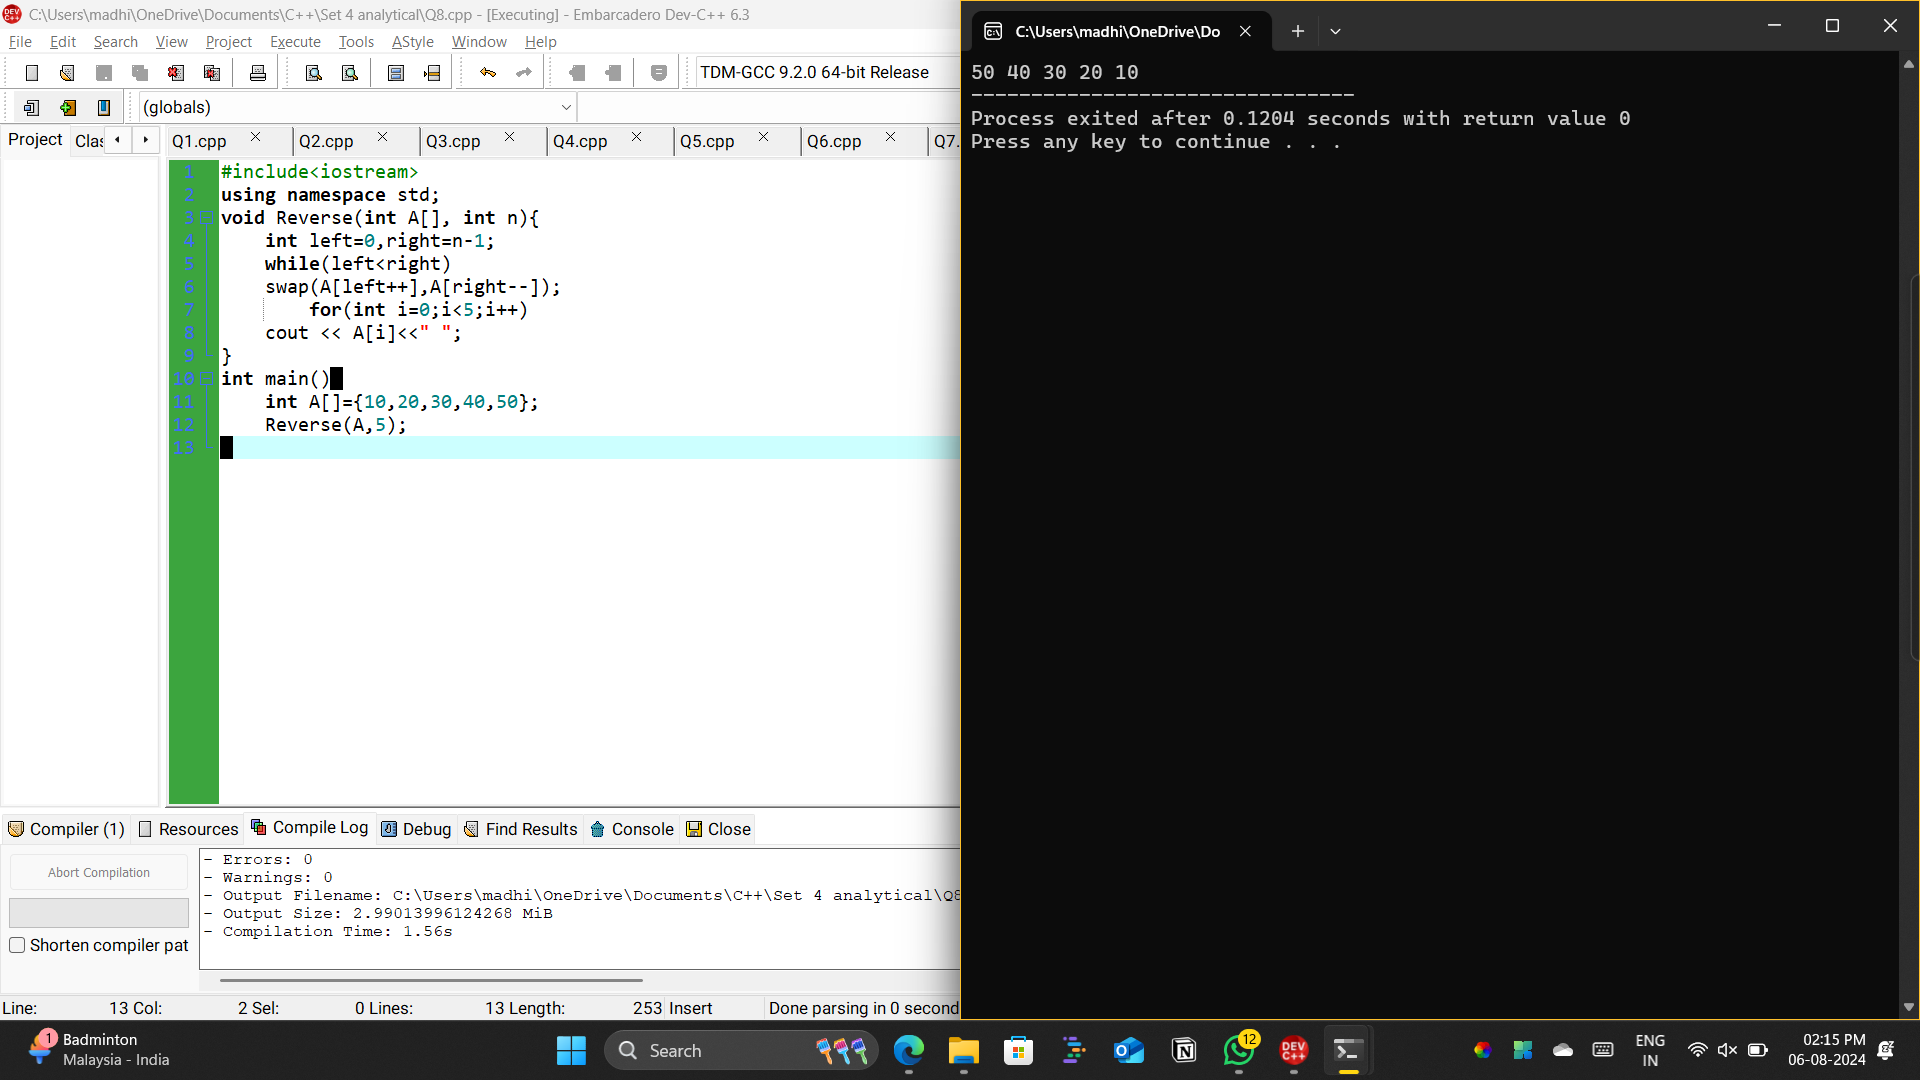 C:\Users\madhi\OneDrive\Documents\C++\Set 4 analytical\Q8.cpp - [Executing] - Embarcadero Dev-C++ 6.3
File Edit Search View Project Execute Tools AStyle Window Help
TDM-GCC 9.2.0 64-bit Release
(globals)
Project Clas Q1.cpp Q2.cpp Q3.cpp Q4.cpp Q5.cpp Q6.cpp Q7.
1 #include<iostream>
2 using namespace std;
3 void Reverse(int A[], int n){
4 int left=0,right=n-1;
5 while(left<right)
6 swap(A[left++],A[right--]);
7 for(int i=0;i<5;i++)
8 cout << A[i]<<" ";
9 }
10 int main()
11 int A[]={10,20,30,40,50};
12 Reverse(A,5);
13
Compiler (1) Resources Compile Log Debug Find Results Console Close
Abort Compilation
Shorten compiler pat
- Errors: 0
- Warnings: 0
- Output Filename: C:\Users\madhi\OneDrive\Documents\C++\Set 4 analytical\Q8
- Output Size: 2.99013996124268 MiB
- Compilation Time: 1.56s
Line: 13 Col: 2 Sel: 0 Lines: 13 Length: 253 Insert Done parsing in 0 second
C:\Users\madhi\OneDrive\Do
50 40 30 20 10
--------------------------------
Process exited after 0.1204 seconds with return value 0
Press any key to continue . . .
1
Badminton
Malaysia - India
Search
12
DEV C++
ENG
IN
02:15 PM
06-08-2024